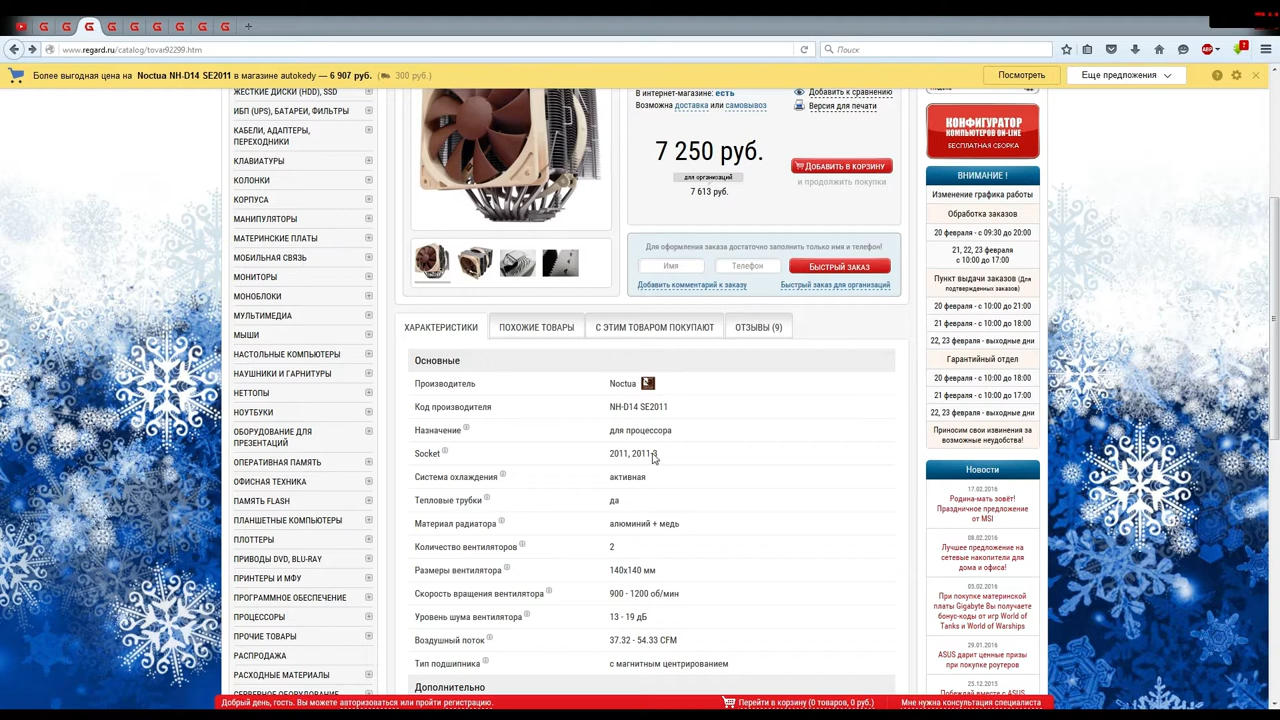 www.regard.ru/catalog/tovar92299.htm
Поиск
ABP
Более выгодная цена на Noctua NH-D14 SE2011 в магазине autokedy — 6 907 руб. (300 руб.)
Посмотреть
Еще предложения
ЖЕСТКИЕ ДИСКИ (HDD), SSD
ИБП (UPS), БАТАРЕИ, ФИЛЬТРЫ
КАБЕЛИ, АДАПТЕРЫ,
ПЕРЕХОДНИКИ
КЛАВИАТУРЫ
КОЛОНКИ
КОРПУСА
МАНИПУЛЯТОРЫ
МАТЕРИНСКИЕ ПЛАТЫ
МОБИЛЬНАЯ СВЯЗЬ
МОНИТОРЫ
МОНОБЛОКИ
МУЛЬТИМЕДИА
МЫШИ
НАСТОЛЬНЫЕ КОМПЬЮТЕРЫ
НАУШНИКИ И ГАРНИТУРЫ
НЕТТОПЫ
НОУТБУКИ
ОБОРУДОВАНИЕ ДЛЯ
ПРЕЗЕНТАЦИЙ
ОПЕРАТИВНАЯ ПАМЯТЬ
ОФИСНАЯ ТЕХНИКА
ПАМЯТЬ FLASH
ПЛАНШЕТНЫЕ КОМПЬЮТЕРЫ
ПЛОТТЕРЫ
ПРИВОДЫ DVD, BLU-RAY
ПРИНТЕРЫ И МФУ
ПРОГРАММНОЕ ОБЕСПЕЧЕНИЕ
ПРОЦЕССОРЫ
ПРОЧИЕ ТОВАРЫ
РАСПРОДАЖА
РАСХОДНЫЕ МАТЕРИАЛЫ
СЕРВЕРНОЕ ОБОРУДОВАНИЕ
В интернет-магазине: есть
Возможна доставка или самовывоз
Добавить к сравнению
Версия для печати
7 250 руб.
для организаций
7 613 руб.
ДОБАВИТЬ В КОРЗИНУ
и продолжить покупки
Для оформления заказа достаточно заполнить только имя и телефон!
Имя
Телефон
БЫСТРЫЙ ЗАКАЗ
Добавить комментарий к заказу
Быстрый заказ для организаций
ХАРАКТЕРИСТИКИ
ПОХОЖИЕ ТОВАРЫ
С ЭТИМ ТОВАРОМ ПОКУПАЮТ
ОТЗЫВЫ (9)
Основные
Производитель Noctua
Код производителя NH-D14 SE2011
Назначение для процессора
Socket 2011, 2011-3
Система охлаждения активная
Тепловые трубки да
Материал радиатора алюминий + медь
Количество вентиляторов 2
Размеры вентилятора 140x140 мм
Скорость вращения вентилятора 900 - 1200 об/мин
Уровень шума вентилятора 13 - 19 дБ
Воздушный поток 37.32 - 54.33 CFM
Тип подшипника с магнитным центрированием
Дополнительно
КОНФИГУРАТОР
КОМПЬЮТЕРОВ ON-LINE
БЕСПЛАТНАЯ СБОРКА
ВНИМАНИЕ !
Изменение графика работы
Обработка заказов
20 февраля - с 09:30 до 20:00
21, 22, 23 февраля
с 10:00 до 17:00
Пункт выдачи заказов (для
подтвержденных заказов)
20 февраля - с 10:00 до 21:00
21 февраля - с 10:00 до 18:00
22, 23 февраля - выходные дни
Гарантийный отдел
20 февраля - с 10:00 до 18:00
21 февраля - с 10:00 до 17:00
22, 23 февраля - выходные дни
Приносим свои извинения за
возможные неудобства!
Новости
17.02.2016
Родина-мать зовёт!
Праздничное предложение
от MSI
08.02.2016
Лучшее предложение на
сетевые накопители для
дома и офиса!
05.02.2016
При покупке материнской
платы Gigabyte Вы получаете
бонус-коды от игр World of
Tanks и World of Warships
29.01.2016
ASUS дарит ценные призы
при покупке роутеров
25.12.2015
Побеждай вместе с ASUS
Добрый день, гость. Вы можете авторизоваться или пройти регистрацию.
Перейти в корзину (0 товаров, 0 руб.)
Мне нужна консультация специалиста